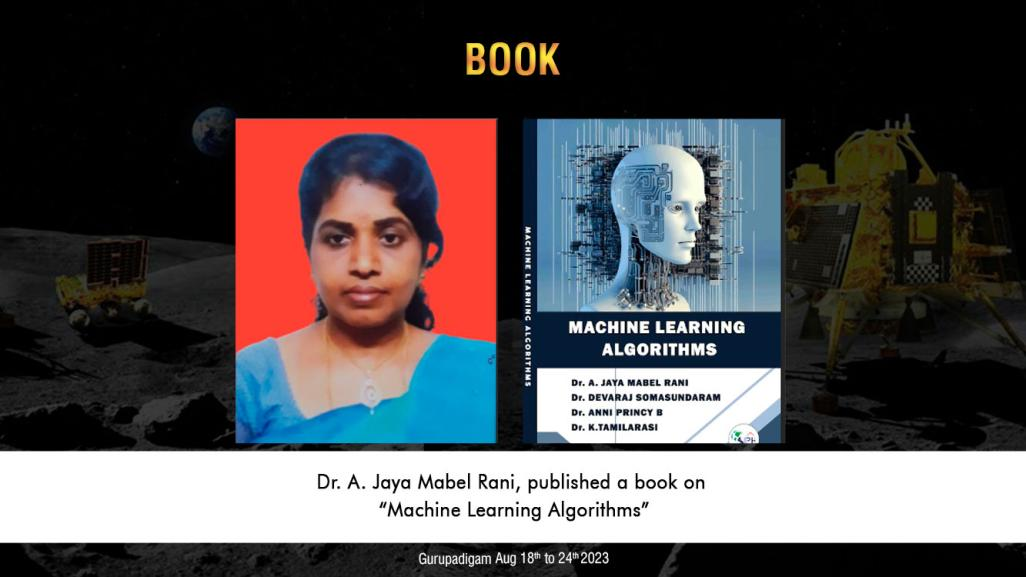 BOOK
MACHINE LEARNING ALGORITHMS
MACHINE LEARNING
ALGORITHMS
Dr. A. JAYA MABEL RANI
Dr. DEVARAJ SOMASUNDARAM
Dr. ANNI PRINCY B
Dr. K.TAMILARASI
Dr. A. Jaya Mabel Rani, published a book on
“Machine Learning Algorithms”
Gurupadigam Aug 18th to 24th 2023